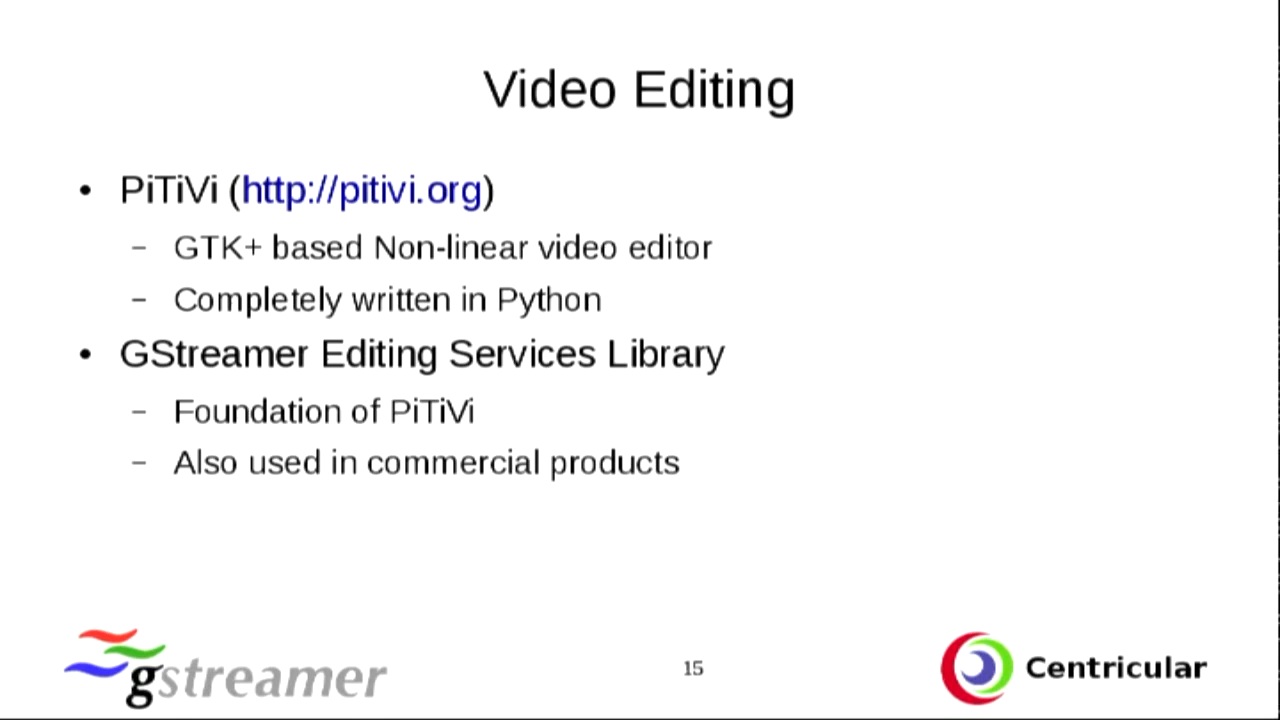 Video Editing
• PiTiVi (http://pitivi.org)
– GTK+ based Non-linear video editor
– Completely written in Python
• GStreamer Editing Services Library
– Foundation of PiTiVi
– Also used in commercial products
gstreamer
15
Centricular